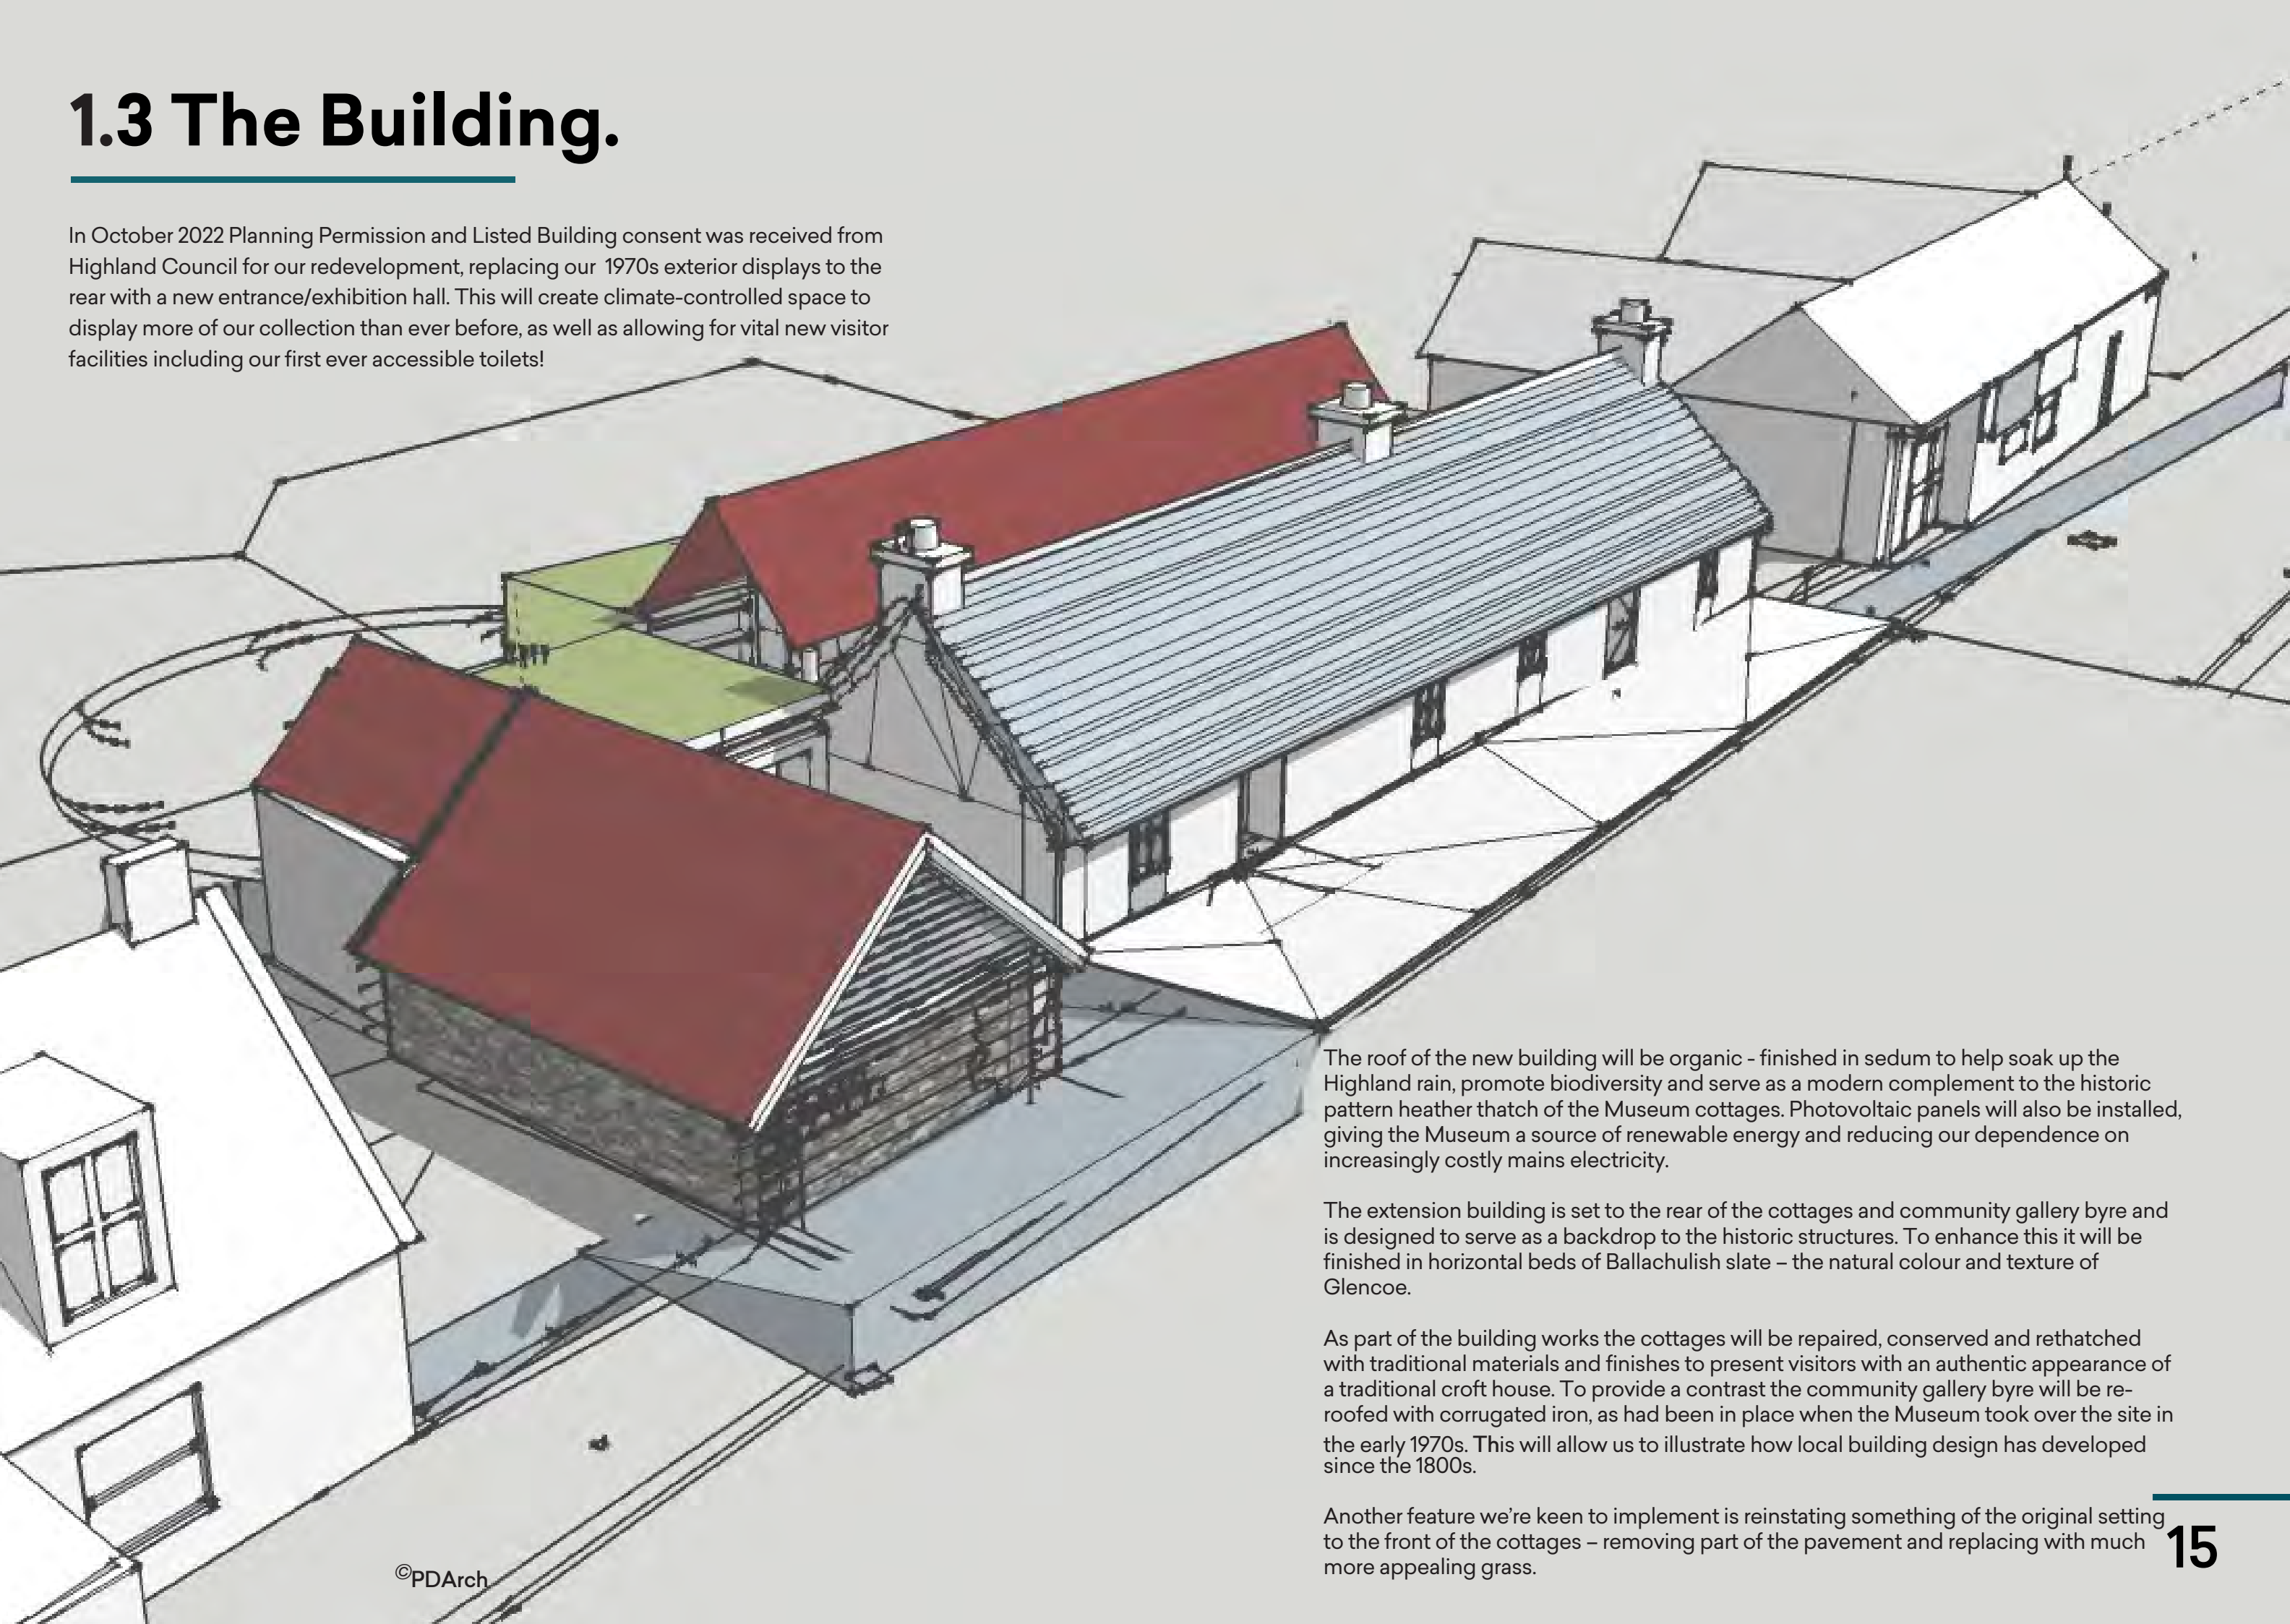 1.3 The Building.
In October 2022 Planning Permission and Listed Building consent was received from
Highland Council for our redevelopment, replacing our 1970s exterior displays to the
rear with a new entrance/exhibition hall. This will create climate-controlled space to
display more of our collection than ever before, as well as allowing for vital new visitor
facilities including our first ever accessible toilets!
The roof of the new building will be organic - finished in sedum to help soak up the
Highland rain, promote biodiversity and serve as a modern complement to the historic
pattern heather thatch of the Museum cottages. Photovoltaic panels will also be installed,
giving the Museum a source of renewable energy and reducing our dependence on
increasingly costly mains electricity.
The extension building is set to the rear of the cottages and community gallery byre and
is designed to serve as a backdrop to the historic structures. To enhance this it will be
finished in horizontal beds of Ballachulish slate – the natural colour and texture of
Glencoe.
As part of the building works the cottages will be repaired, conserved and rethatched
with traditional materials and finishes to present visitors with an authentic appearance of
a traditional croft house. To provide a contrast the community gallery byre will be re-
roofed with corrugated iron, as had been in place when the Museum took over the site in
the early 1970s. This will allow us to illustrate how local building design has developed
since the 1800s.
Another feature we’re keen to implement is reinstating something of the original setting
to the front of the cottages – removing part of the pavement and replacing with much
more appealing grass.
15
©PDArch